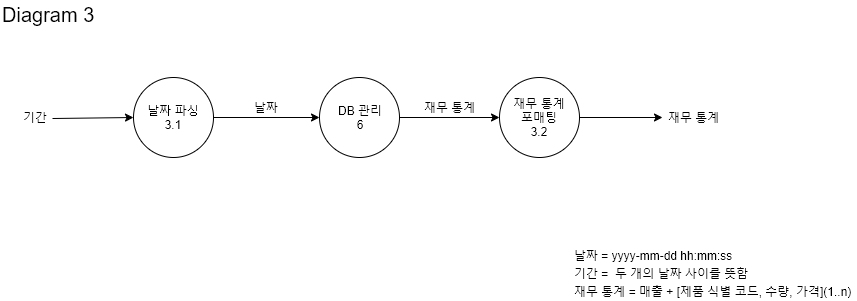 Diagram 3
기간
날짜 파싱
3.1
날짜
DB 관리
6
재무 통계
재무 통계
포매팅
3.2
재무 통계
날짜 = yyyy-mm-dd hh:mm:ss
기간 = 두 개의 날짜 사이를 뜻함
재무 통계 = 매출 + [제품 식별 코드, 수량, 가격](1..n)